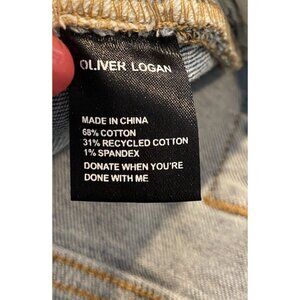 OLIVER LOGAN
MADE IN CHINA
68% COTTON
31% RECYCLED COTTON
1% SPANDEX
DONATE WHEN YOU'RE
DONE WITH ME